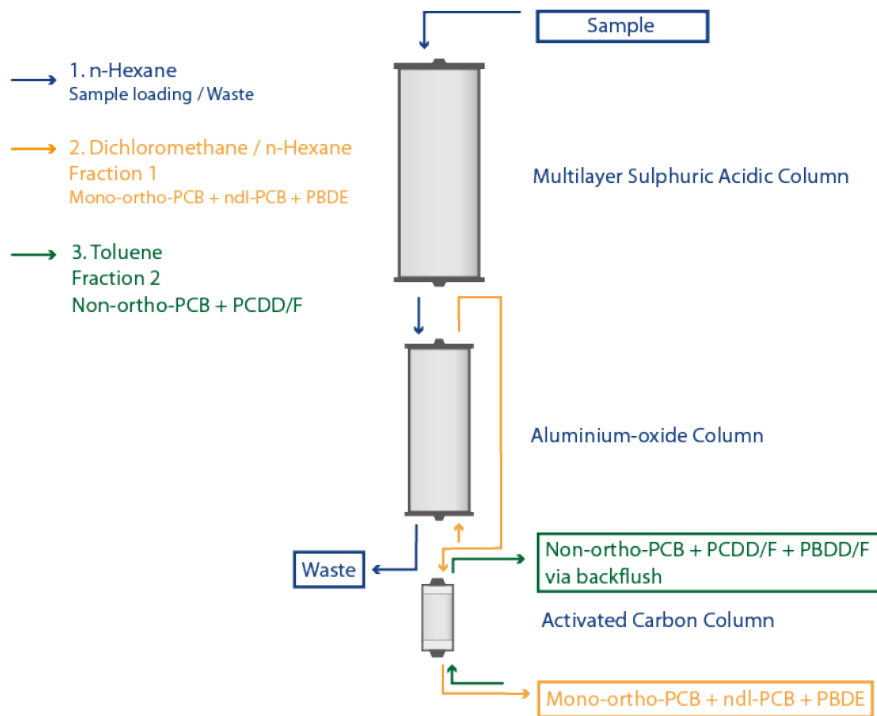 Sample
1. n-Hexane
Sample loading / Waste
2. Dichloromethane / n-Hexane
Fraction 1
Mono-ortho-PCB + ndl-PCB + PBDE
3. Toluene
Fraction 2
Non-ortho-PCB + PCDD/F
Multilayer Sulphuric Acidic Column
Aluminium-oxide Column
Waste
Non-ortho-PCB + PCDD/F + PBDD/F
via backflush
Activated Carbon Column
Mono-ortho-PCB + ndl-PCB + PBDE